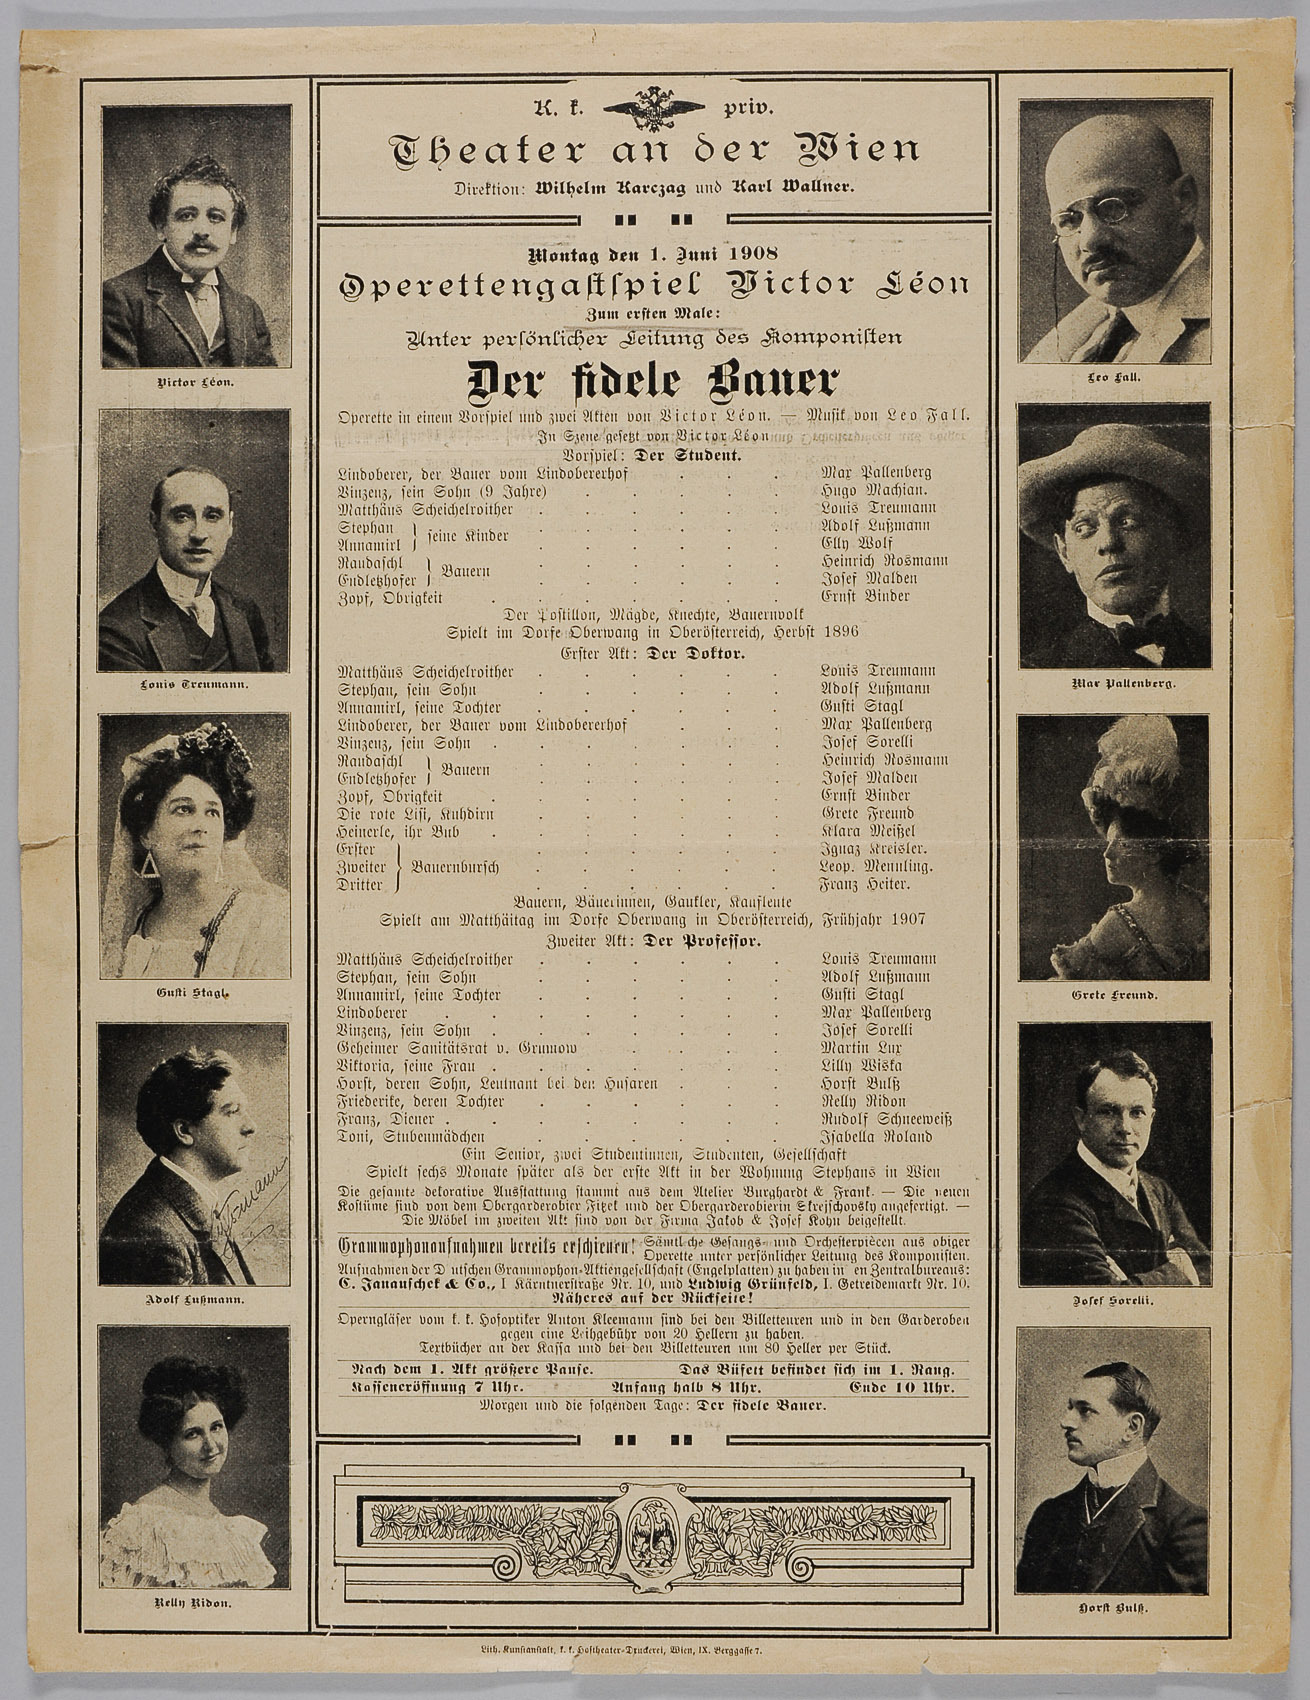 K. k. priv.
Theater an der Wien
Direktion: Wilhelm Karczag und Karl Wallner.
Montag den 1. Juni 1908
Operettengastspiel Victor Léon
Zum ersten Male:
Unter persönlicher Leitung des Komponisten
Der fidele Bauer
Operette in einem Vorspiel und zwei Akten von Victor Léon. — Musik von Leo Fall.
In Szene gesetzt von Victor Léon
Vorspiel: Der Student.
Lindoberer, der Bauer vom Lindobererhof . . . Max Pallenberg
Vinzenz, sein Sohn (9 Jahre) . . . . . Hugo Machian.
Matthäus Scheichelroither . . . . . . Louis Treumann
Stephan } seine Kinder Adolf Lußmann
Annamirl . . . . . . Elly Wolf
Raudaschl } Bauern . . . . . . Heinrich Rosmann
Endletzhofer Josef Malden
Zopf, Obrigkeit . . . . . . . Ernst Binder
Der Postillon, Mägde, Knechte, Bauernvolk
Spielt im Dorfe Oberwang in Oberösterreich, Herbst 1896
Erster Akt: Der Doktor.
Matthäus Scheichelroither . . . . . . Louis Treumann
Stephan, sein Sohn . . . . . . Adolf Lußmann
Annamirl, seine Tochter . . . . . . Gusti Stagl
Lindoberer, der Bauer vom Lindobererhof . . . Max Pallenberg
Vinzenz, sein Sohn . . . . . . . Josef Sorelli
Raudaschl } Bauern . . . . . . Heinrich Rosmann
Endletzhofer Josef Malden
Zopf, Obrigkeit . . . . . . . Ernst Binder
Die rote Lisi, Kuhdirn . . . . . . Grete Freund
Heinerle, ihr Bub . . . . . . . Klara Meißel
Erster . . . . . . Ignaz Kreisler.
Zweiter } Bauernbursch . . . . . . Leop. Menuling.
Dritter . . . . . . Franz Heiter.
Bauern, Bäuerinnen, Gaukler, Kaufleute
Spielt am Matthäitag im Dorfe Oberwang in Oberösterreich, Frühjahr 1907
Zweiter Akt: Der Professor.
Matthäus Scheichelroither . . . . . . Louis Treumann
Stephan, sein Sohn . . . . . . Adolf Lußmann
Annamirl, seine Tochter . . . . . . Gusti Stagl
Lindoberer . . . . . . . . Max Pallenberg
Vinzenz, sein Sohn . . . . . . . Josef Sorelli
Geheimer Sanitätsrat v. Grumow . . . . . Martin Lux
Viktoria, seine Frau . . . . . . . Lilly Wiska
Horst, deren Sohn, Leutnant bei den Husaren . . . Horst Bulß
Friederike, deren Tochter . . . . . . Nelly Ridon
Franz, Diener . . . . . . . . Rudolf Schneeweiß
Toni, Stubenmädchen . . . . . . Isabella Roland
Ein Senior, zwei Studentinnen, Studenten, Gesellschaft
Spielt sechs Monate später als der erste Akt in der Wohnung Stephans in Wien
Die gesamte dekorative Ausstattung stammt aus dem Atelier Burghardt & Frank. — Die neuen
Kostüme sind von dem Obergarderobier Fitzek und der Obergarderobierin Skrejschovsky angefertigt. —
Die Möbel im zweiten Akt sind von der Firma Jakob & Josef Kohn beigestellt.
Grammophonaufnahmen bereits erschienen! Sämtliche Gesangs- und Orchesterpiècen aus obiger
Operette unter persönlicher Leitung des Komponisten.
Aufnahmen der Deutschen Grammophon-Aktiengesellschaft (Engelplatten) zu haben in den Zentralbureaus:
C. Janauschek & Co., I Kärntnerstraße Nr. 10, und Ludwig Grünfeld, I. Getreidemarkt Nr. 10.
Näheres auf der Rückseite!
Operngläser vom k. k. Hofoptiker Anton Kleemann sind bei den Billetteuren und in den Garderoben
gegen eine Leihgebühr von 20 Hellern zu haben.
Textbücher an der Kassa und bei den Billetteuren um 80 Heller per Stück.
Nach dem 1. Akt größere Pause. Das Büfett befindet sich im 1. Rang.
Kasseneröffnung 7 Uhr. Anfang halb 8 Uhr. Ende 10 Uhr.
Morgen und die folgenden Tage: Der fidele Bauer.
Victor Léon.
Louis Treumann.
Gusti Stagl.
Adolf Lußmann.
Nelly Ridon.
Leo Fall.
Max Pallenberg.
Grete Freund.
Josef Sorelli.
Horst Bulß.
Lith. Kunstanstalt, k. k. Hoftheater-Druckerei, Wien, IX. Berggasse 7.